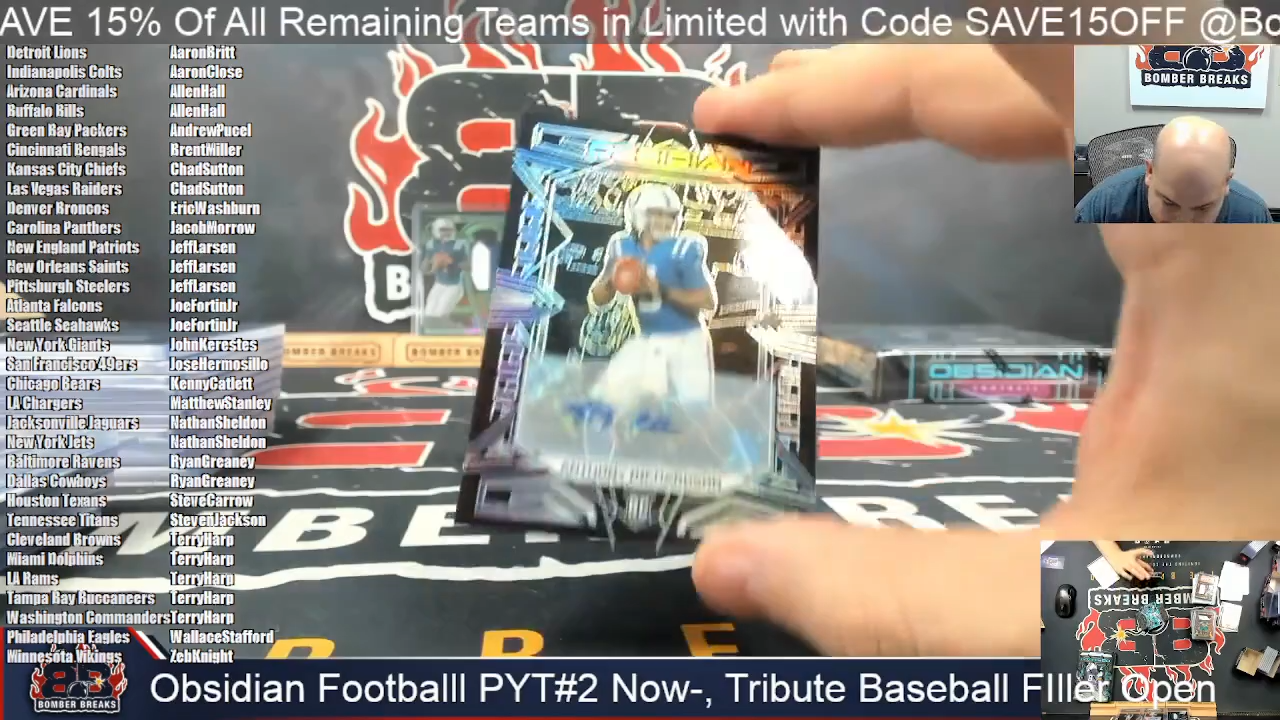 AVE 15% Of All Remaining Teams in Limited with Code SAVE15OFF @Bo
Detroit Lions AaronBritt
Indianapolis Colts AaronClose
Arizona Cardinals AllenHall
Buffalo Bills AllenHall
Green Bay Packers AndrewPucel
Cincinnati Bengals BrentMiller
Kansas City Chiefs ChadSutton
Las Vegas Raiders ChadSutton
Denver Broncos EricWashburn
Carolina Panthers JacobMorrow
New England Patriots JeffLarsen
New Orleans Saints JeffLarsen
Pittsburgh Steelers JeffLarsen
Atlanta Falcons JoeFortinJr
Seattle Seahawks JoeFortinJr
New York Giants JohnKerestes
San Francisco 49ers JoseHermosillo
Chicago Bears KennyCatlett
LA Chargers MatthewStanley
Jacksonville Jaguars NathanSheldon
New York Jets NathanSheldon
Baltimore Ravens RyanGreaney
Dallas Cowboys RyanGreaney
Houston Texans SteveCarrow
Tennessee Titans StevenJackson
Cleveland Browns TerryHarp
Miami Dolphins TerryHarp
LA Rams TerryHarp
Tampa Bay Buccaneers TerryHarp
Washington Commanders TerryHarp
Philadelphia Eagles WallaceStafford
Minnesota Vikings ZebKnight
BOMBER BREAKS
BOMBER BREAKS
OBSIDIAN
FOOTBALL
BOMBER BREAKS
BOMBER BREAKS
Obsidian Footballl PYT#2 Now-, Tribute Baseball FIller Open